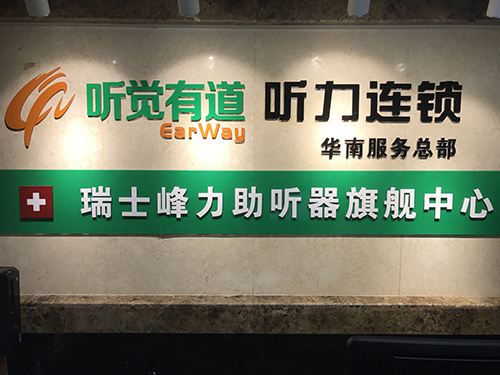 听觉有道 听力连锁
EarWay
华南服务总部
瑞士峰力助听器旗舰中心